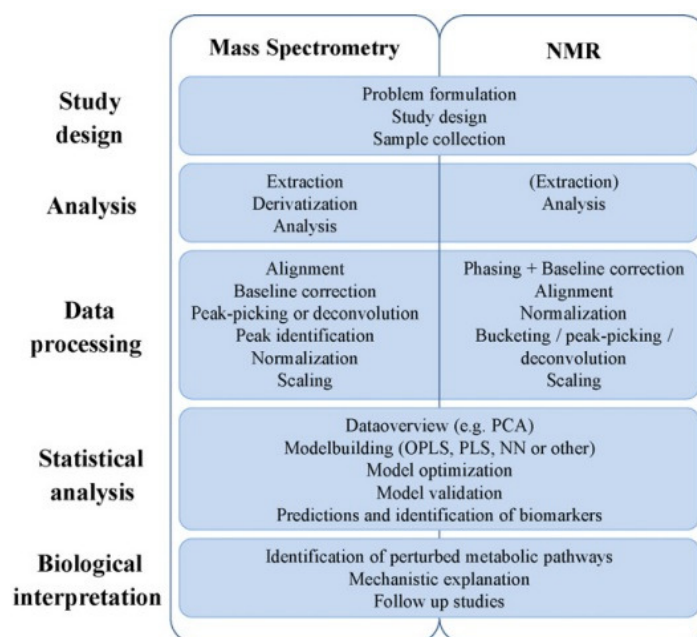 Mass Spectrometry
NMR
Study
design
Problem formulation
Study design
Sample collection
Analysis
Extraction
Derivatization
Analysis
(Extraction)
Analysis
Data
processing
Alignment
Baseline correction
Peak-picking or deconvolution
Peak identification
Normalization
Scaling
Phasing + Baseline correction
Alignment
Normalization
Bucketing / peak-picking /
deconvolution
Scaling
Statistical
analysis
Dataoverview (e.g. PCA)
Modelbuilding (OPLS, PLS, NN or other)
Model optimization
Model validation
Predictions and identification of biomarkers
Biological
interpretation
Identification of perturbed metabolic pathways
Mechanistic explanation
Follow up studies